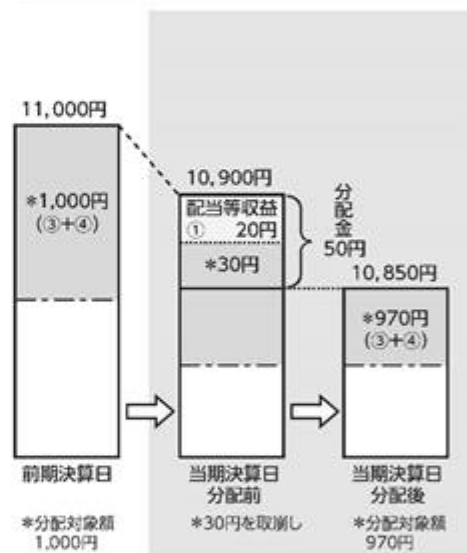 11,000円
*1,000円
(③+④)
前期決算日
*分配対象額
1,000円
10,900円
配当等収益
① 20円
*30円
分配金
50円
当期決算日
分配前
*30円を取崩し
10,850円
*970円
(③+④)
当期決算日
分配後
*分配対象額
970円